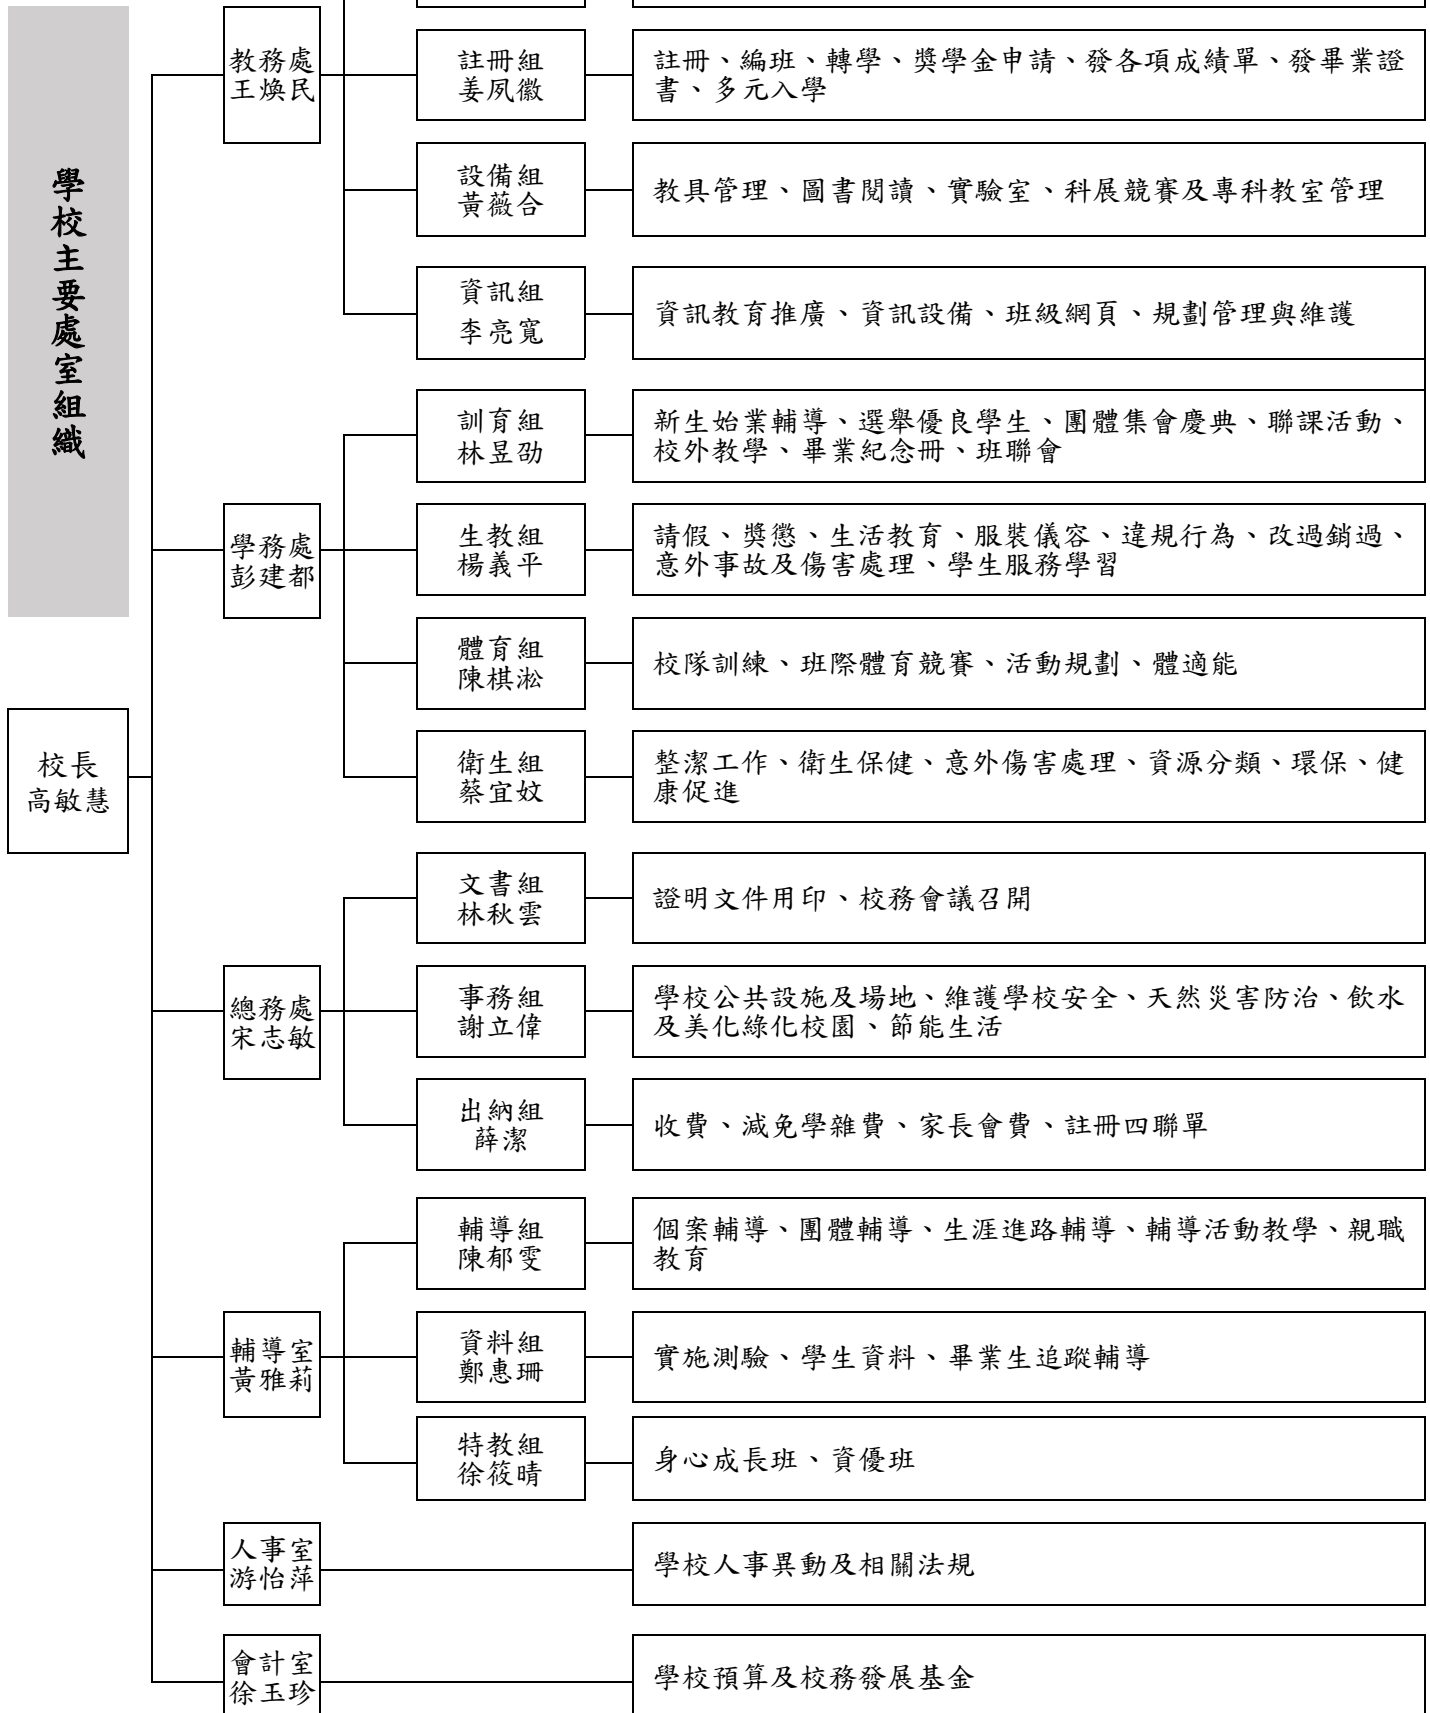 學校主要處室組織
校長
高敏慧
教務處
王煥民
註冊組
姜夙徽
註冊、編班、轉學、獎學金申請、發各項成績單、發畢業證
書、多元入學
設備組
黃薇合
教具管理、圖書閱讀、實驗室、科展競賽及專科教室管理
資訊組
李亮寬
資訊教育推廣、資訊設備、班級網頁、規劃管理與維護
學務處
彭建都
訓育組
林昱劭
新生始業輔導、選舉優良學生、團體集會慶典、聯課活動、
校外教學、畢業紀念冊、班聯會
生教組
楊義平
請假、獎懲、生活教育、服裝儀容、違規行為、改過銷過、
意外事故及傷害處理、學生服務學習
體育組
陳棋淞
校隊訓練、班際體育競賽、活動規劃、體適能
衛生組
蔡宜妏
整潔工作、衛生保健、意外傷害處理、資源分類、環保、健
康促進
總務處
宋志敏
文書組
林秋雲
證明文件用印、校務會議召開
事務組
謝立偉
學校公共設施及場地、維護學校安全、天然災害防治、飲水
及美化綠化校園、節能生活
出納組
薛潔
收費、減免學雜費、家長會費、註冊四聯單
輔導室
黃雅莉
輔導組
陳郁雯
個案輔導、團體輔導、生涯進路輔導、輔導活動教學、親職
教育
資料組
鄭惠珊
實施測驗、學生資料、畢業生追蹤輔導
特教組
徐筱晴
身心成長班、資優班
人事室
游怡萍
學校人事異動及相關法規
會計室
徐玉珍
學校預算及校務發展基金